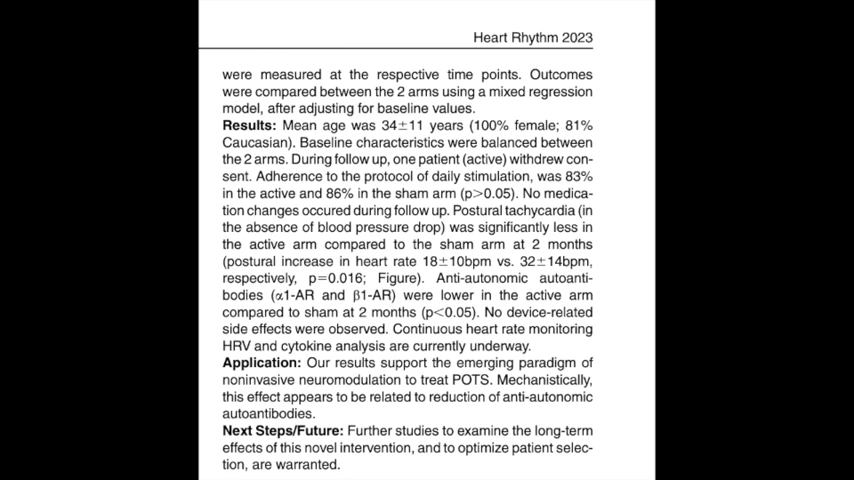 Heart Rhythm 2023
were measured at the respective time points. Outcomes
were compared between the 2 arms using a mixed regression
model, after adjusting for baseline values.
Results: Mean age was 34±11 years (100% female; 81%
Caucasian). Baseline characteristics were balanced between
the 2 arms. During follow up, one patient (active) withdrew con-
sent. Adherence to the protocol of daily stimulation, was 83%
in the active and 86% in the sham arm (p>0.05). No medica-
tion changes occured during follow up. Postural tachycardia (in
the absence of blood pressure drop) was significantly less in
the active arm compared to the sham arm at 2 months
(postural increase in heart rate 18±10bpm vs. 32±14bpm,
respectively, p=0.016; Figure). Anti-autonomic autoanti-
bodies (α1-AR and β1-AR) were lower in the active arm
compared to sham at 2 months (p<0.05). No device-related
side effects were observed. Continuous heart rate monitoring
HRV and cytokine analysis are currently underway.
Application: Our results support the emerging paradigm of
noninvasive neuromodulation to treat POTS. Mechanistically,
this effect appears to be related to reduction of anti-autonomic
autoantibodies.
Next Steps/Future: Further studies to examine the long-term
effects of this novel intervention, and to optimize patient selec-
tion, are warranted.